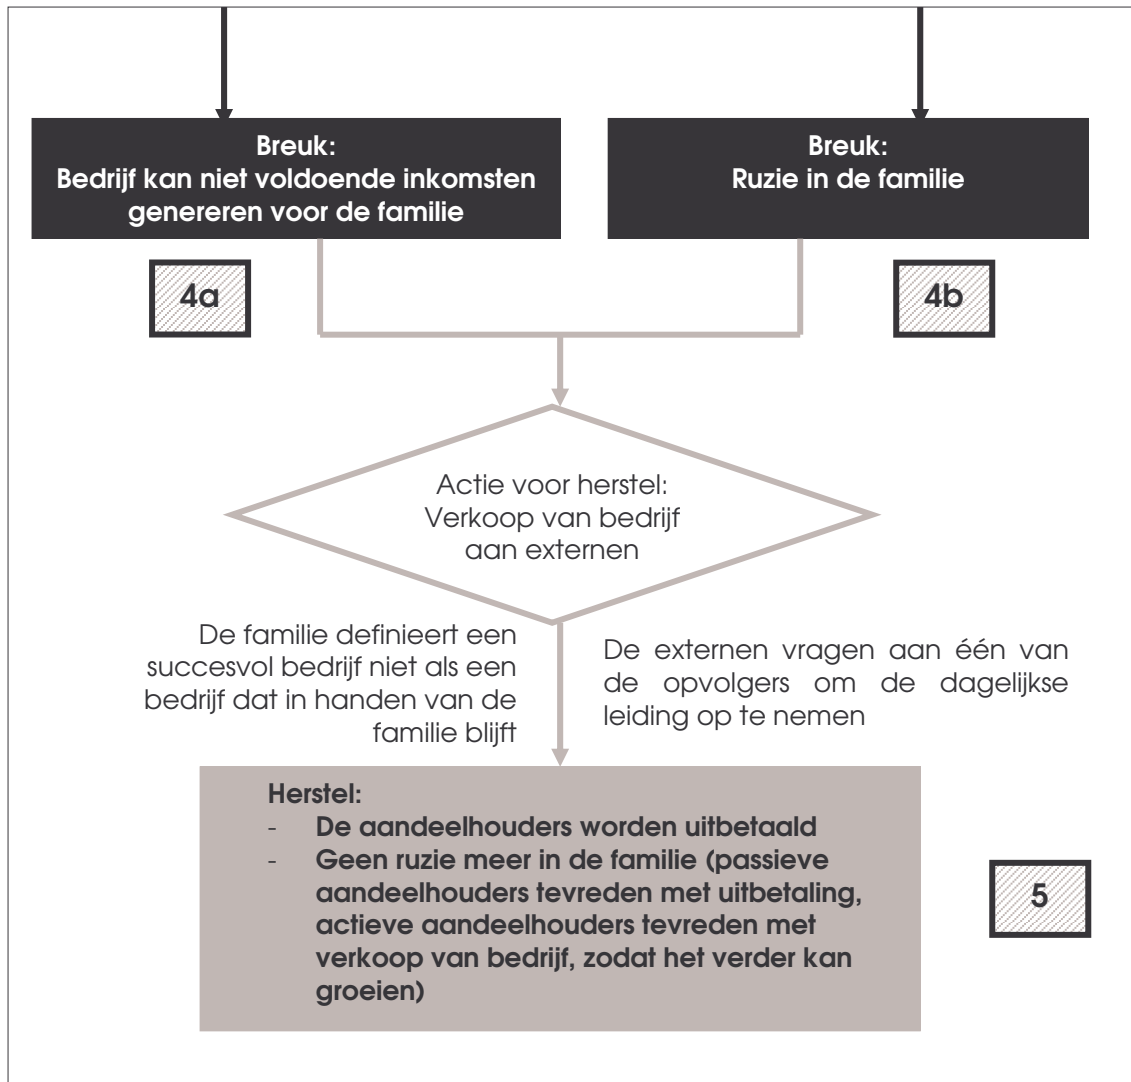 Breuk:
Bedrijf kan niet voldoende inkomsten
genereren voor de familie
Breuk:
Ruzie in de familie
4a
4b
Actie voor herstel:
Verkoop van bedrijf
aan externen
De familie definieert een
succesvol bedrijf niet als een
bedrijf dat in handen van de
familie blijft
De externen vragen aan één van
de opvolgers om de dagelijkse
leiding op te nemen
Herstel:
- De aandeelhouders worden uitbetaald
- Geen ruzie meer in de familie (passieve
aandeelhouders tevreden met uitbetaling,
actieve aandeelhouders tevreden met
verkoop van bedrijf, zodat het verder kan
groeien)
5